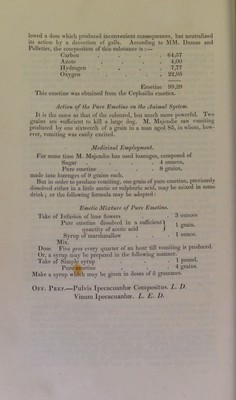 lowed a dose which produced inconvenient consequences, but neutralized
its action by a decoction of galls. According to MM. Dumas and
Pelletier, the composition of this substance is :—
Carbon . . . . 64,57
Azote . . . . 4,00
Hydrogen . . . . 7,77
Oxygen . . . . 22,95
Emetine 99,29
This emetine was obtained from the Cephaëlis emetica.
Action of the Pure Emetine on the Animal System.
It is the same as that of the coloured, but much more powerful. Two
grains are sufficient to kill a large dog. M. Majendie saw vomiting
produced by one sixteenth of a grain in a man aged 85, in whom, how-
ever, vomiting was easily excited.
Medicinal Employment.
For some time M. Majendie has used lozenges, composed of
Sugar . . . . 4 ounces,
Pure emetine . . . 8 grains,
made into lozenges of 9 grains each.
But in order to produce vomiting, one grain of pure emetine, previously
dissolved either in a little acetic or sulphuric acid, may be mixed in some
drink; or the following formula may be adopted:
Emetic Mixture of Pure Emetine.
Take of Infusion of lime flowers . . 3 ounces
Pure emetine dissolved in a sufficient } 1 grain.
quantity of acetic acid
Syrup of marshmallow . . 1 ounce.
Mix.
Dose. Five gros every quarter of an hour till vomiting is produced.
Or, a syrup may be prepared in the following manner.
Take of Simple syrup . . . 1 pound,
Pure emetine . . . 4 grains.
Make a syrup which may be given in doses of 2 grammes.
OFF. PREP.—Pulvis Ipecacuanhæ Compositus. L. D.
Vinum Ipecacuanhæ. L. E. D.